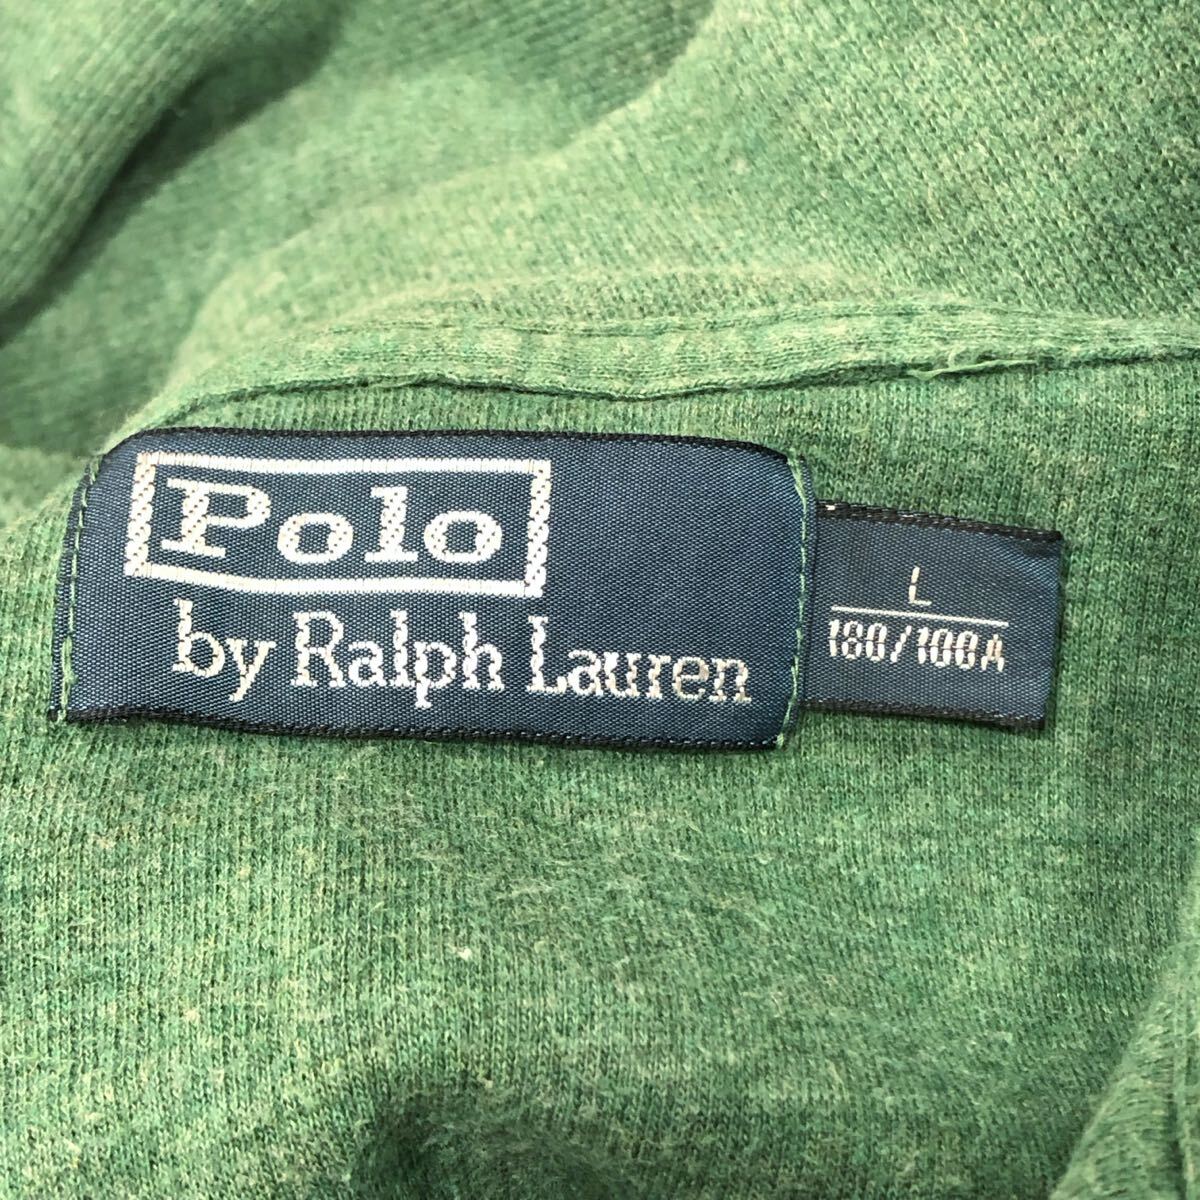 Polo
by Ralph Lauren
L
180/100A